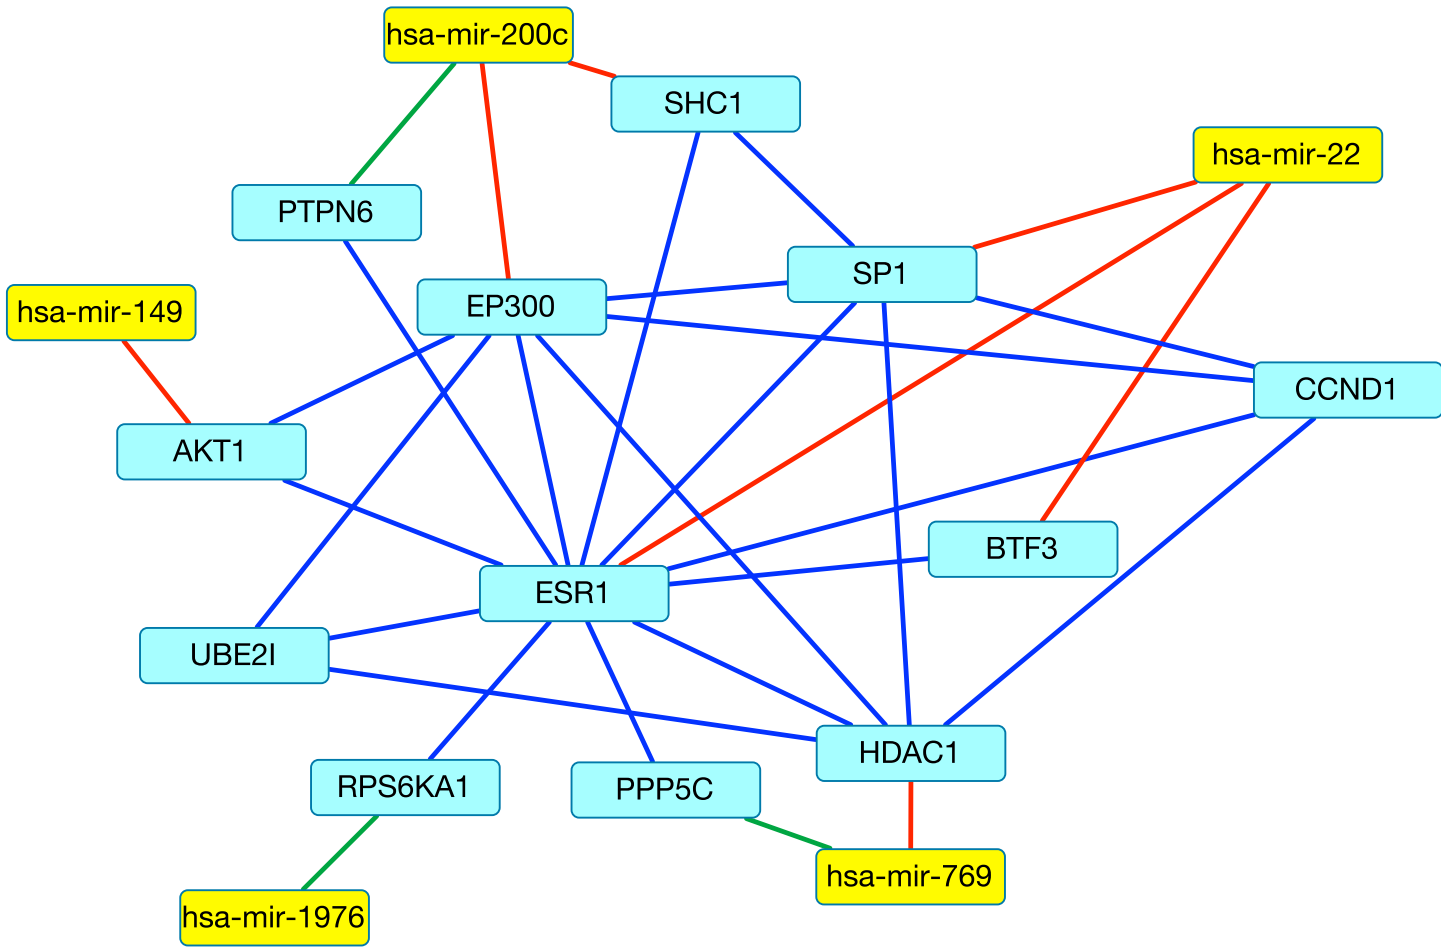 hsa-mir-200c
SHC1
hsa-mir-22
PTPN6
SP1
EP300
hsa-mir-149
CCND1
AKT1
BTF3
ESR1
UBE2I
HDAC1
RPS6KA1
PPP5C
hsa-mir-769
hsa-mir-1976